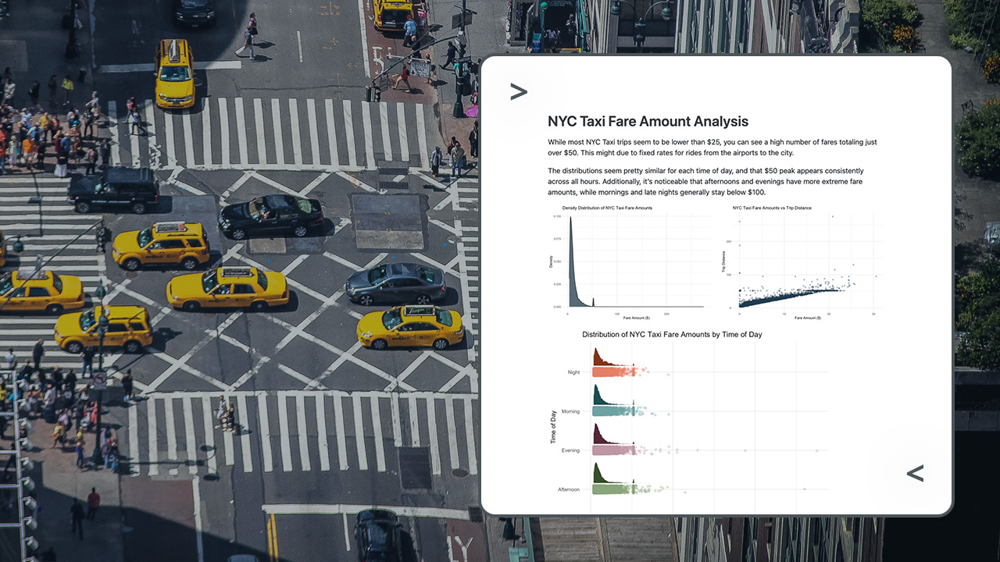 >
NYC Taxi Fare Amount Analysis
While most NYC Taxi trips seem to be lower than $25, you can see a high number of fares totaling just
over $50. This might due to fixed rates for rides from the airports to the city.
The distributions seem pretty similar for each time of day, and that $50 peak appears consistently
across all hours. Additionally, it's noticeable that afternoons and evenings have more extreme fare
amounts, while mornings and late nights generally stay below $100.
Density Distribution of NYC Taxi Fare Amounts
0.100
0.075
0.050
0.025
0.000
Density
0
100
200
Fare Amount ($)
NYC Taxi Fare Amounts vs Trip Distance
200
100
0
Trip Distance
0
10
20
30
Fare Amount ($)
Distribution of NYC Taxi Fare Amounts by Time of Day
Time of Day
Night
Morning
Evening
Afternoon
<